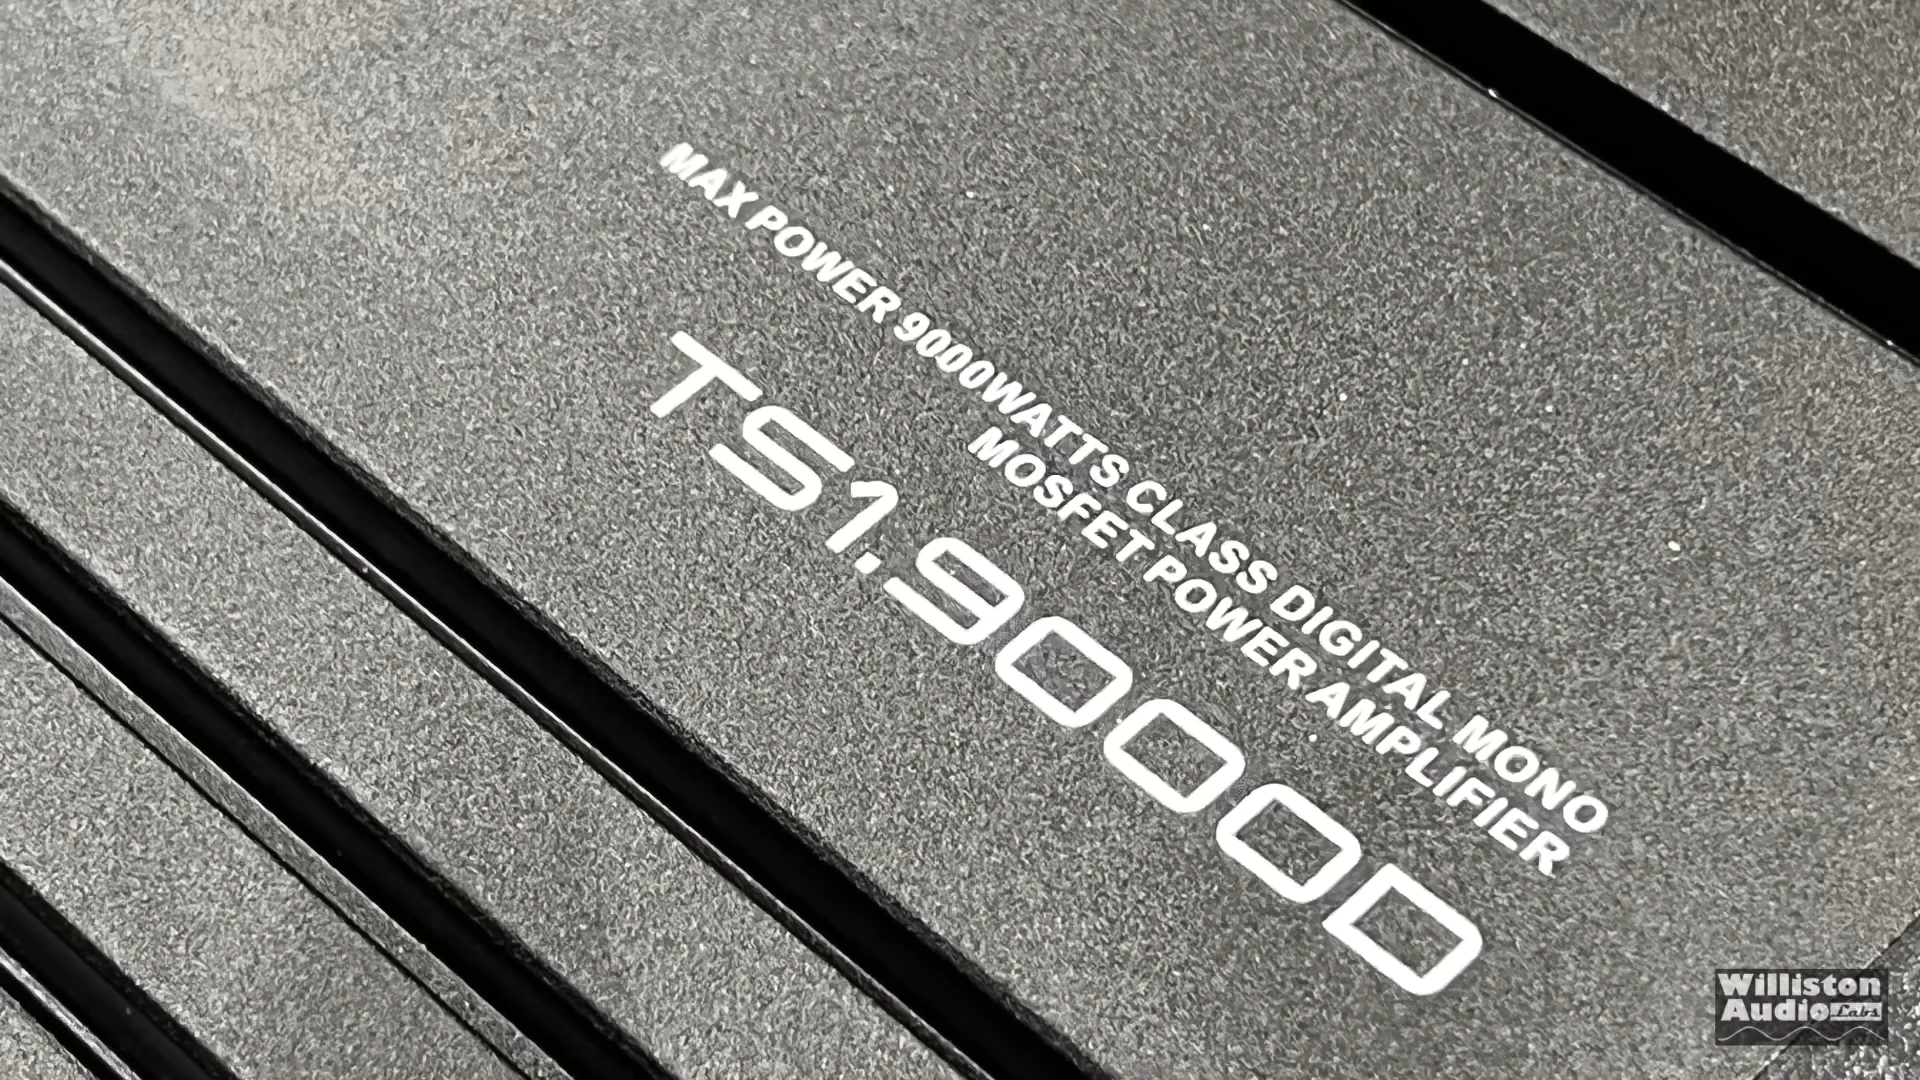 MAX POWER 9000WATTS CLASS DIGITAL MONO
MOSFET POWER AMPLIFIER
TS1.9000D
Williston
Audio Labs